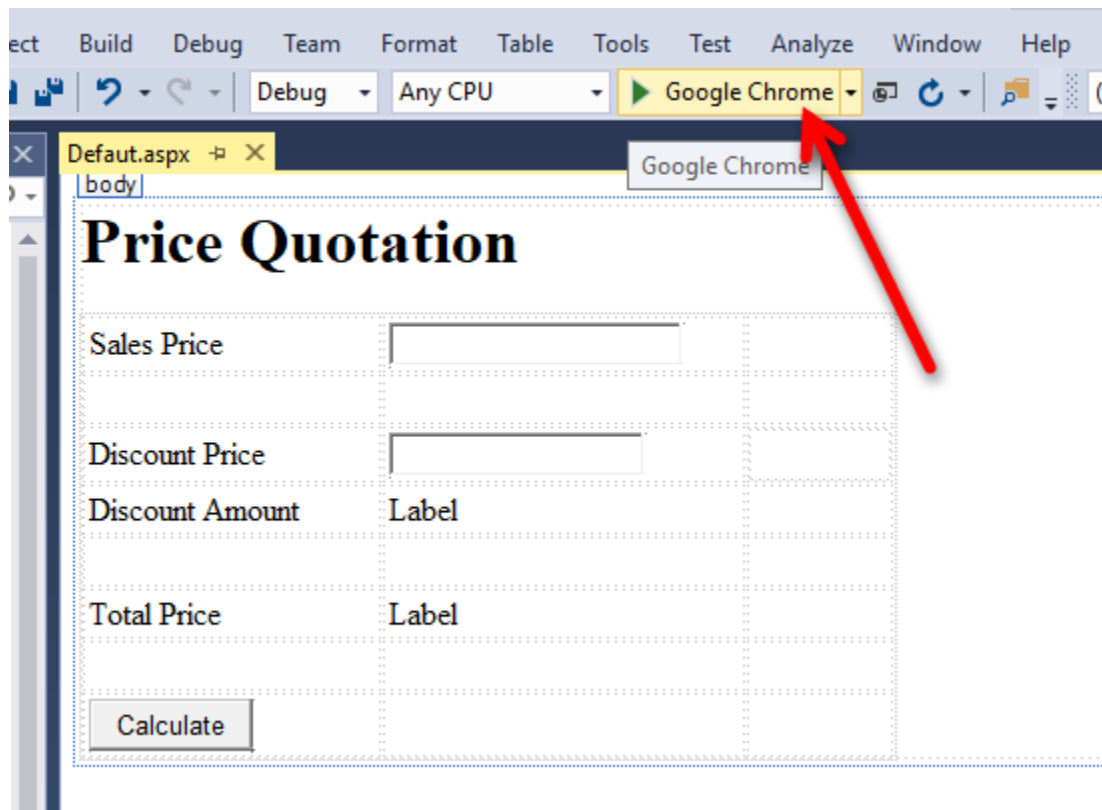 ect Build Debug Team Format Table Tools Test Analyze Window Help
Debug Any CPU Google Chrome
Defaut.aspx
Google Chrome
body
Price Quotation
Sales Price
Discount Price
Discount Amount Label
Total Price Label
Calculate